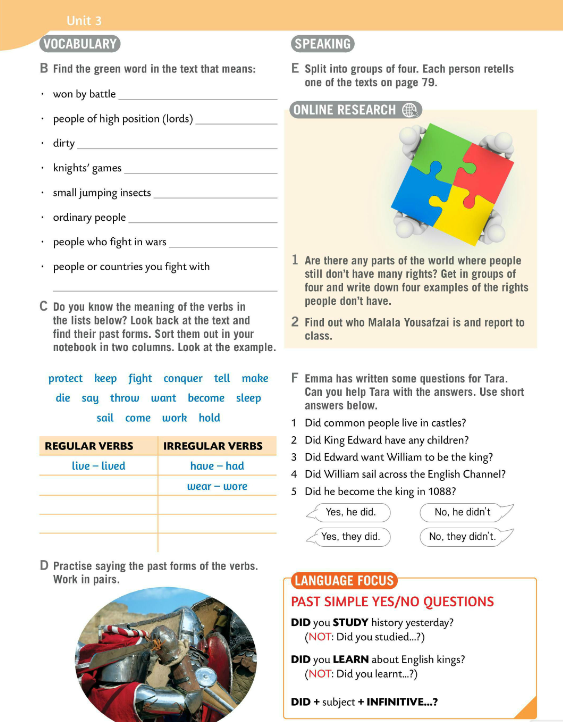 Unit 3
VOCABULARY
B Find the green word in the text that means:
· won by battle
· people of high position (lords)
· dirty
· knights' games
· small jumping insects
· ordinary people
· people who fight in wars
· people or countries you fight with
C Do you know the meaning of the verbs in
the lists below? Look back at the text and
find their past forms. Sort them out in your
notebook in two columns. Look at the example.
protect keep fight conquer tell make
die say throw want become sleep
sail come work hold
REGULAR VERBS IRREGULAR VERBS
live – lived have – had
wear – wore
D Practise saying the past forms of the verbs.
Work in pairs.
SPEAKING
E Split into groups of four. Each person retells
one of the texts on page 79.
ONLINE RESEARCH
1 Are there any parts of the world where people
still don't have many rights? Get in groups of
four and write down four examples of the rights
people don't have.
2 Find out who Malala Yousafzai is and report to
class.
F Emma has written some questions for Tara.
Can you help Tara with the answers. Use short
answers below.
1 Did common people live in castles?
2 Did King Edward have any children?
3 Did Edward want William to be the king?
4 Did William sail across the English Channel?
5 Did he become the king in 1088?
Yes, he did. No, he didn't
Yes, they did. No, they didn't.
LANGUAGE FOCUS
PAST SIMPLE YES/NO QUESTIONS
DID you STUDY history yesterday?
(NOT: Did you studied...?)
DID you LEARN about English kings?
(NOT: Did you learnt...?)
DID + subject + INFINITIVE...?